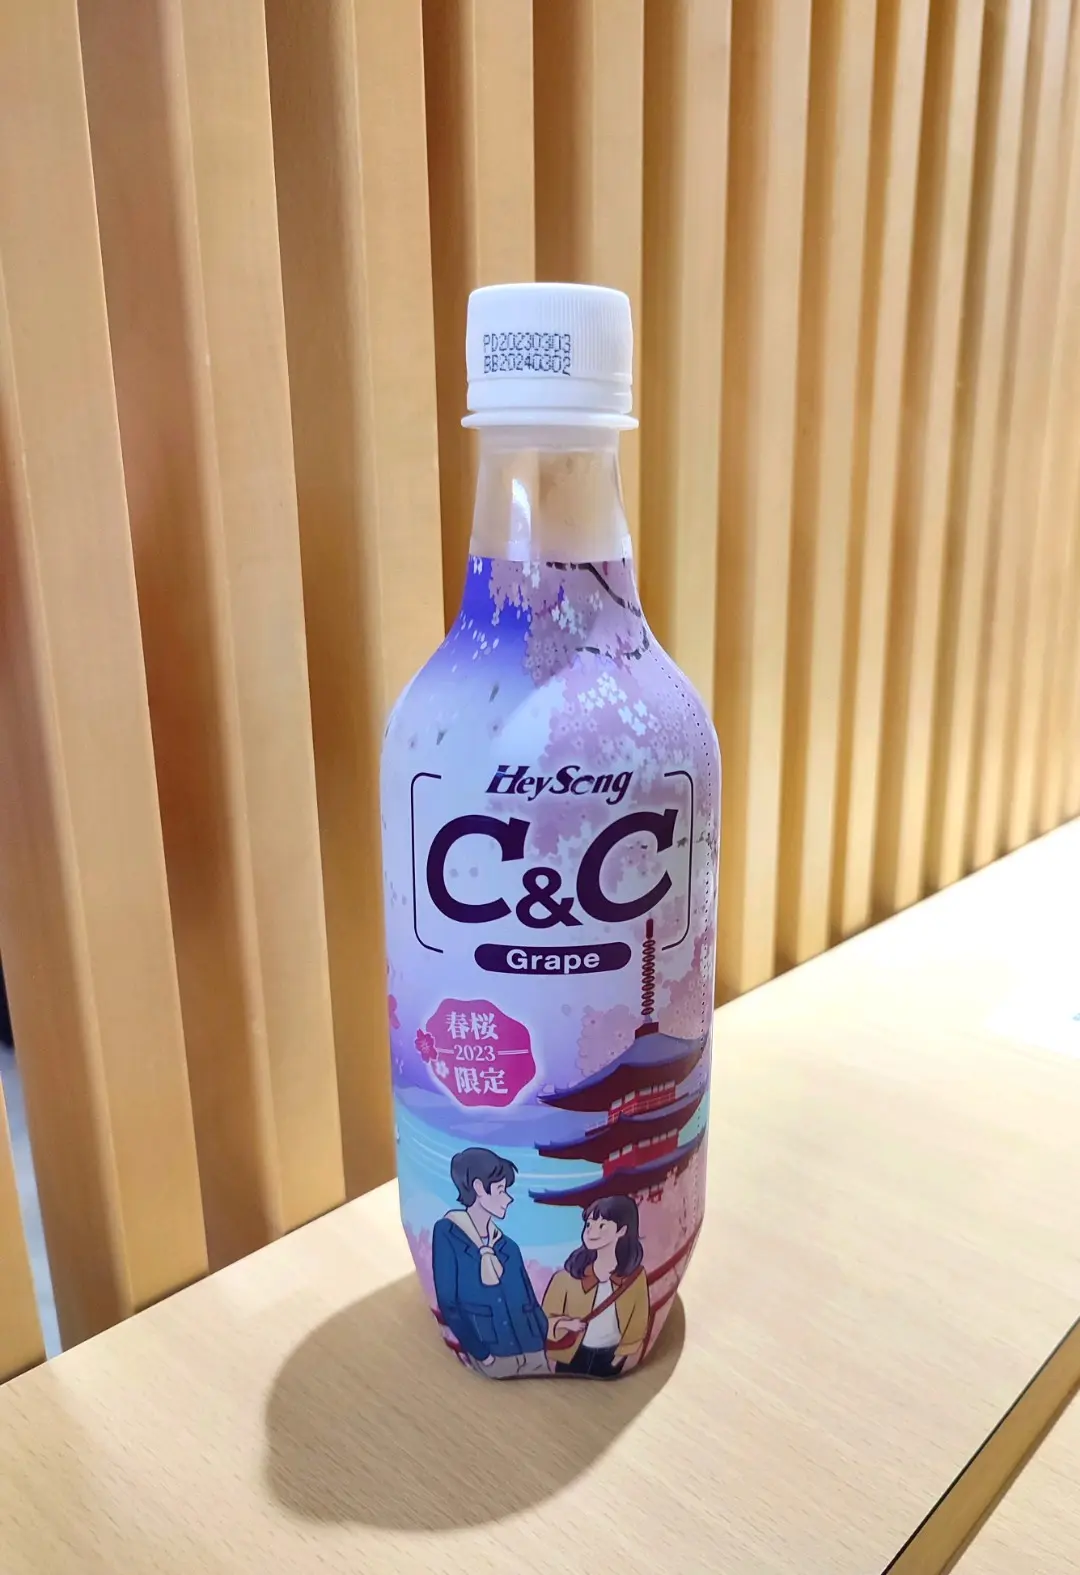 PD20230303
BB20240302
HeySong
C&C
Grape
春桜
2023
限定